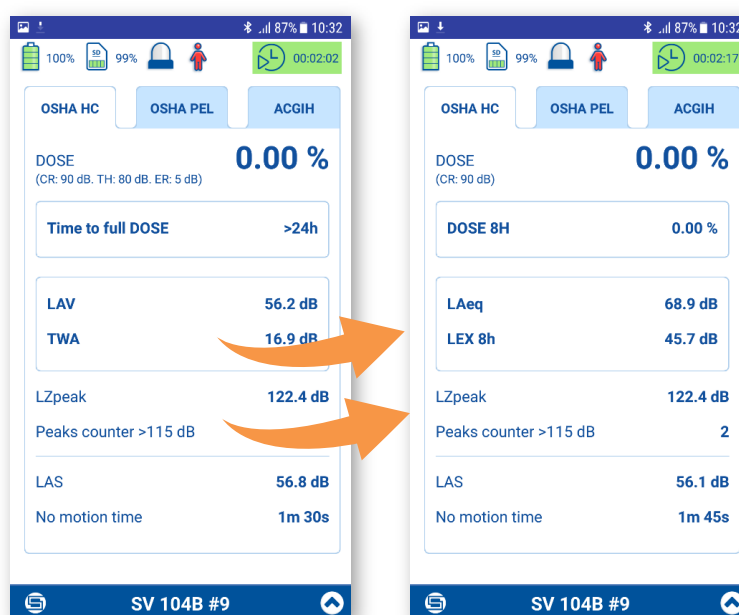 87% 10:32
100% SD 99% 00:02:02
OSHA HC OSHA PEL ACGIH
DOSE 0.00 %
(CR: 90 dB. TH: 80 dB. ER: 5 dB)
Time to full DOSE >24h
LAV 56.2 dB
TWA 16.9 dB
LZpeak 122.4 dB
Peaks counter >115 dB
LAS 56.8 dB
No motion time 1m 30s
SV 104B #9
87% 10:32
100% SD 99% 00:02:17
OSHA HC OSHA PEL ACGIH
DOSE 0.00 %
(CR: 90 dB)
DOSE 8H 0.00 %
LAeq 68.9 dB
LEX 8h 45.7 dB
LZpeak 122.4 dB
Peaks counter >115 dB 2
LAS 56.1 dB
No motion time 1m 45s
SV 104B #9